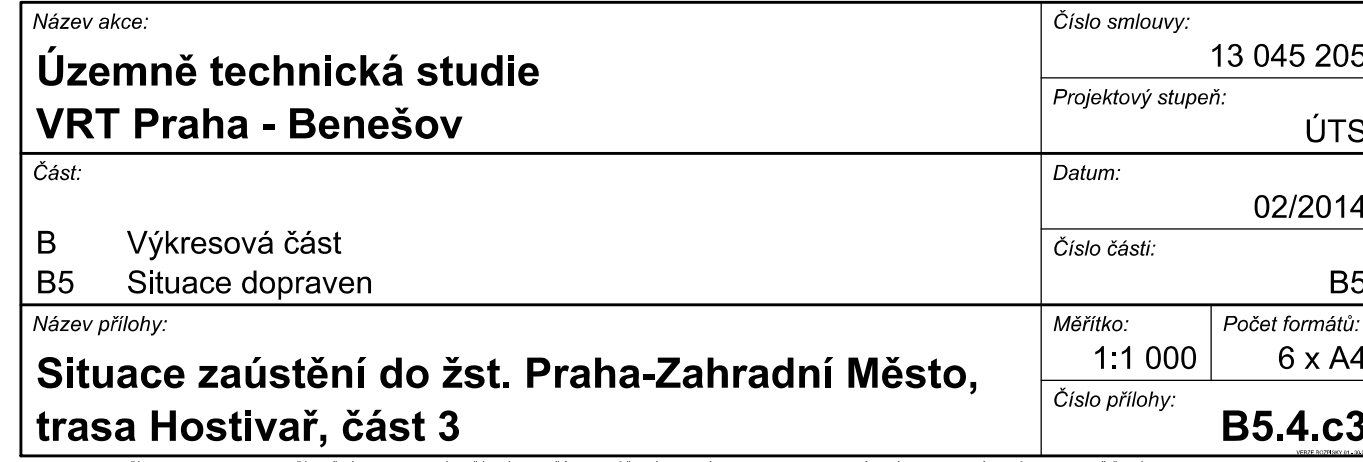 Název akce:
Územně technická studie
VRT Praha - Benešov
Číslo smlouvy:
13 045 205
Projektový stupeň:
ÚTS
Část:
B Výkresová část
B5 Situace dopraven
Datum:
02/2014
Číslo části:
B5
Název přílohy:
Situace zaústění do žst. Praha-Zahradní Město,
trasa Hostivař, část 3
Měřítko:
1:1 000
Počet formátů:
6 x A4
Číslo přílohy:
B5.4.c3